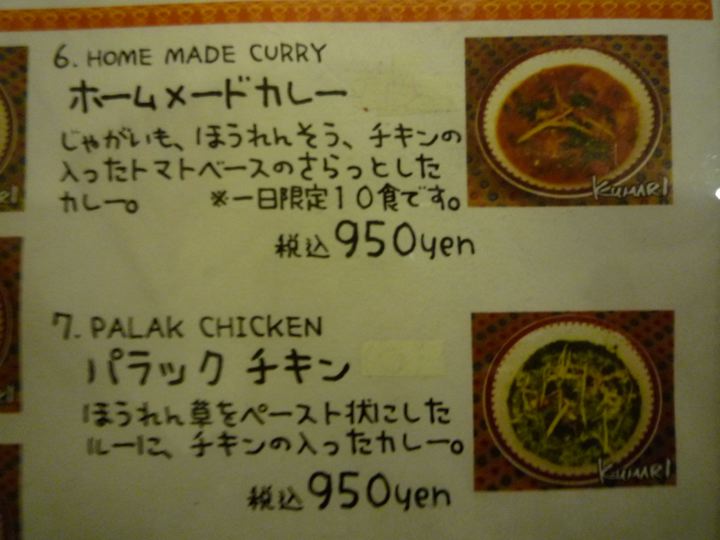 6. HOME MADE CURRY
ホームメードカレー
じゃがいも、ほうれんそう、チキンの
入ったトマトベースのさらっとした
カレー。 ※一日限定10食です。
税込950yen
KUMARI
7. PALAK CHICKEN
パラック チキン
ほうれん草をペースト状にした
ルーに、チキンの入ったカレー。
税込950yen
KUMARI